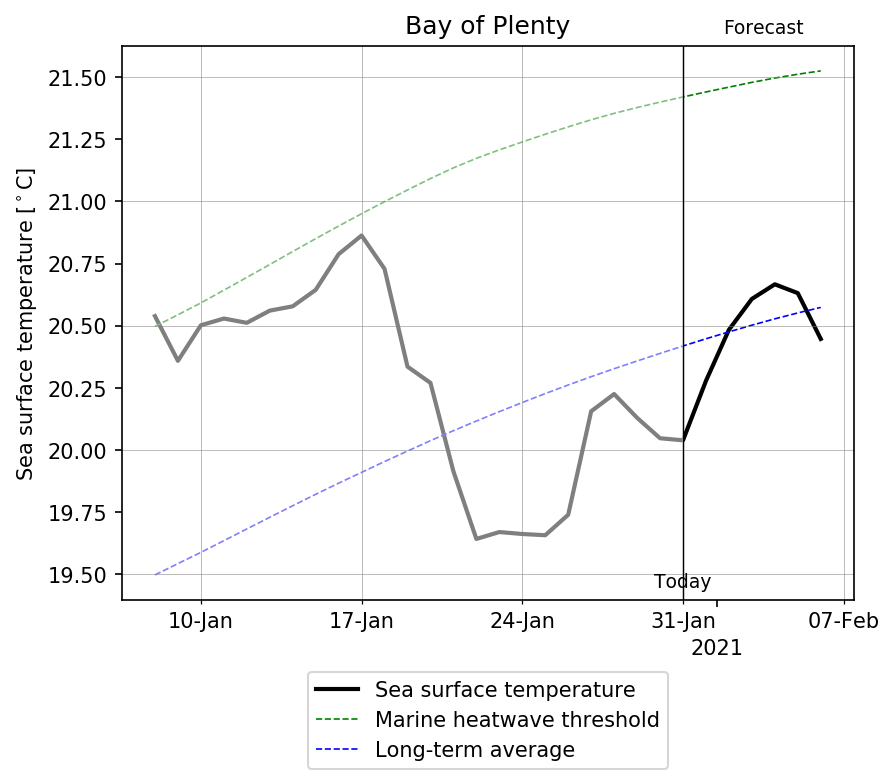 Bay of Plenty
Forecast
Sea surface temperature [°C]
21.50
21.25
21.00
20.75
20.50
20.25
20.00
19.75
19.50
Today
10-Jan
17-Jan
24-Jan
31-Jan
07-Feb
2021
Sea surface temperature
Marine heatwave threshold
Long-term average